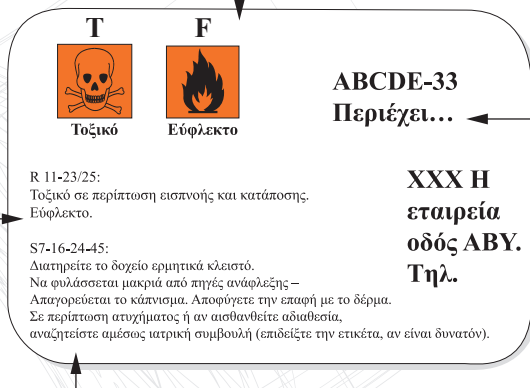 T F
Τοξικό Εύφλεκτο
ABCDE-33
Περιέχει...
R 11-23/25:
Τοξικό σε περίπτωση εισπνοής και κατάποσης.
Εύφλεκτο.
XXX Η
εταιρεία
οδός ABY.
Τηλ.
S7-16-24-45:
Διατηρείτε το δοχείο ερμητικά κλειστό.
Να φυλάσσεται μακριά από πηγές ανάφλεξης –
Απαγορεύεται το κάπνισμα. Αποφύγετε την επαφή με το δέρμα.
Σε περίπτωση ατυχήματος ή αν αισθανθείτε αδιαθεσία,
αναζητείστε αμέσως ιατρική συμβουλή (επιδείξτε την ετικέτα, αν είναι δυνατόν).